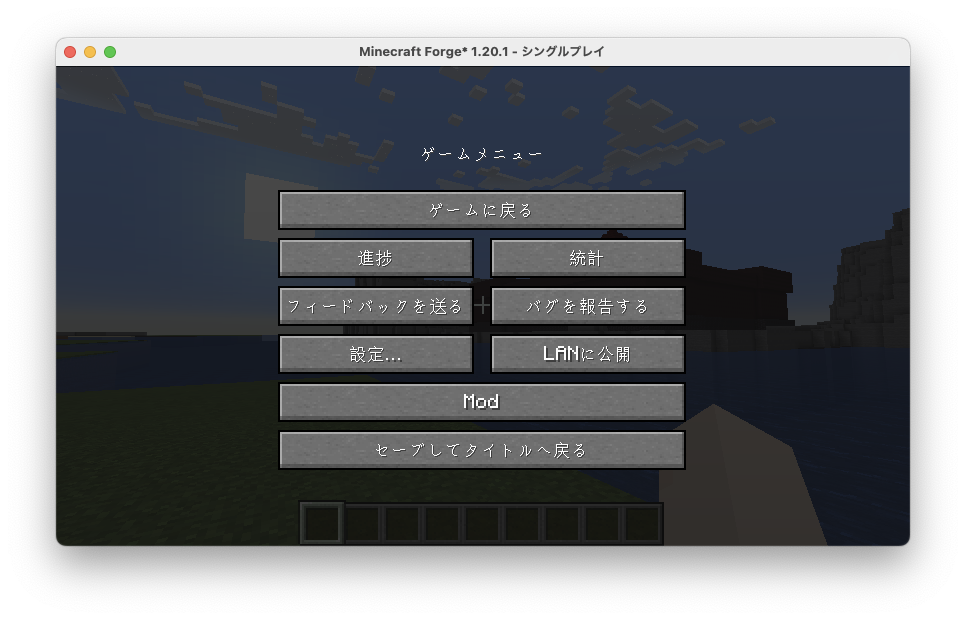 Minecraft Forge* 1.20.1 - シングルプレイ
ゲームメニュー
ゲームに戻る
進捗
統計
フィードバックを送る
バグを報告する
設定...
LANに公開
Mod
セーブしてタイトルへ戻る